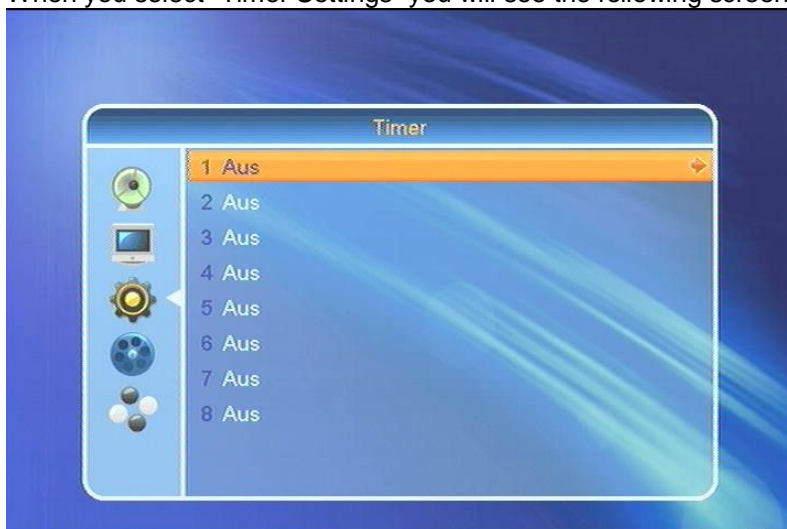 When you select "Timer Settings" you will see the following screen
Timer
1 Aus
2 Aus
3 Aus
4 Aus
5 Aus
6 Aus
7 Aus
8 Aus